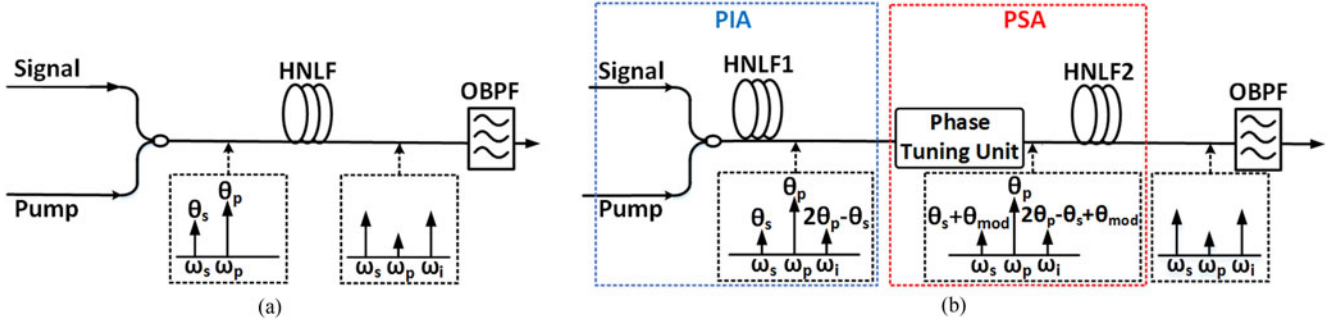 Signal
HNLF
OBPF
Pump
θs
θp
ωs ωp
ωs ωp ωi
(a)
PIA
PSA
Signal
HNLF1
HNLF2
OBPF
Phase
Tuning Unit
Pump
θp
θs
2θp-θs
ωs ωp ωi
θp
θs+θmod
2θp-θs+θmod
ωs ωp ωi
ωs ωp ωi
(b)